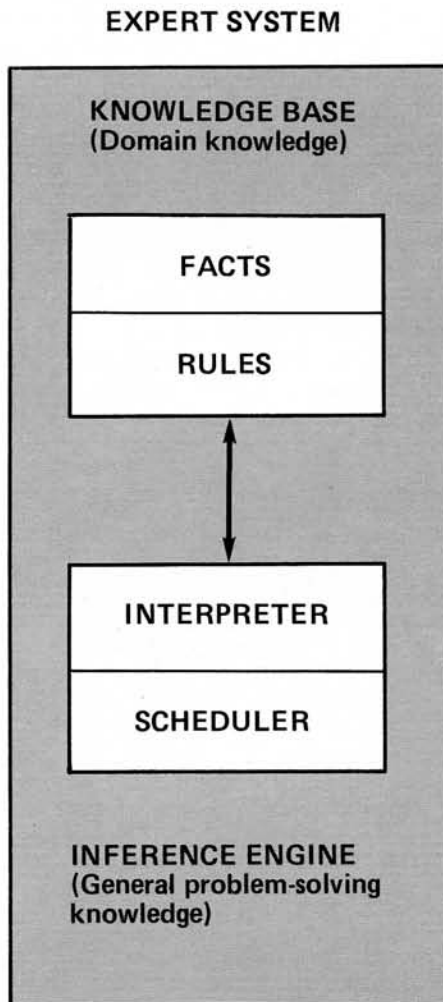 EXPERT SYSTEM
KNOWLEDGE BASE
(Domain knowledge)
FACTS
RULES
INTERPRETER
SCHEDULER
INFERENCE ENGINE
(General problem-solving
knowledge)